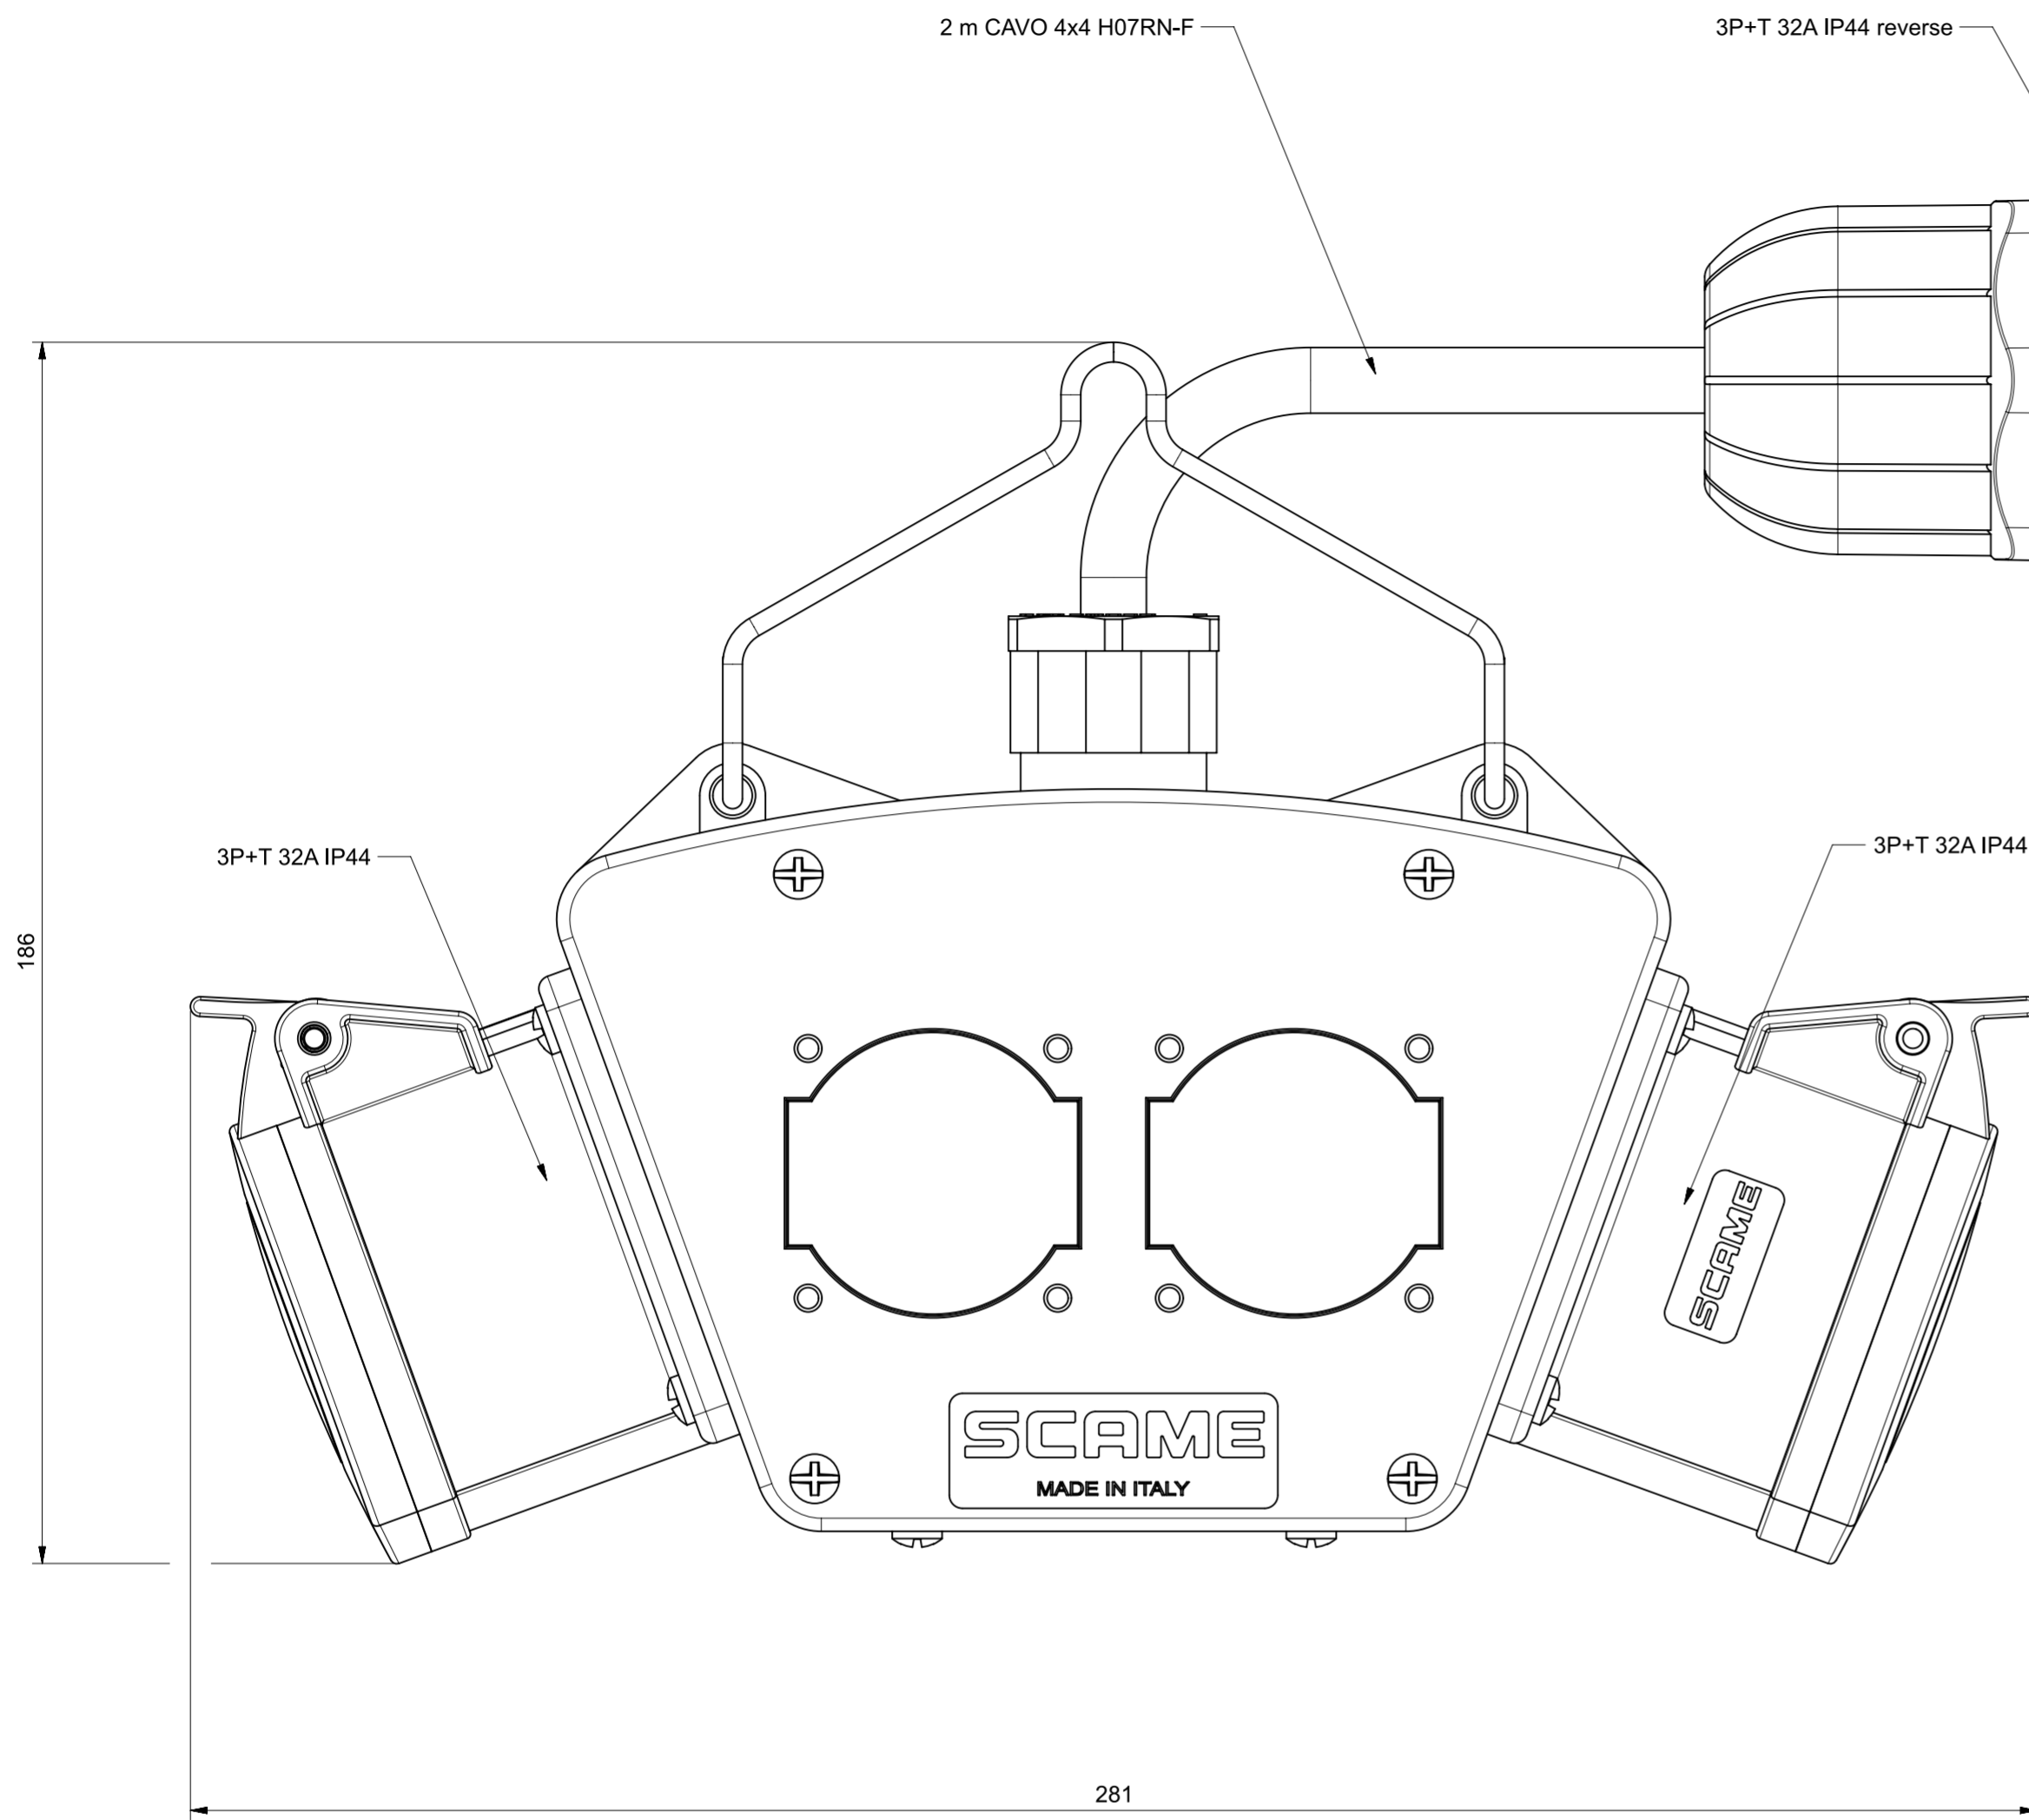 2 m CAVO 4x4 H07RN-F
3P+T 32A IP44 reverse
186
3P+T 32A IP44
3P+T 32A IP44
SCAME
SCAME
MADE IN ITALY
281